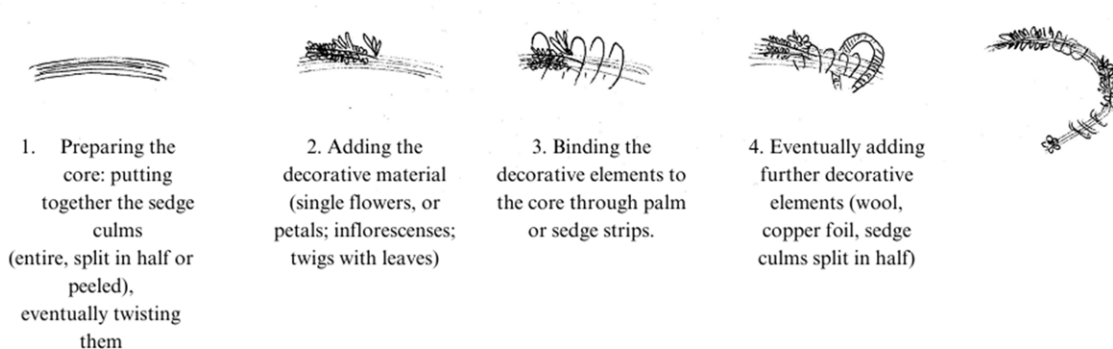 1. Preparing the
core: putting
together the sedge
culms
(entire, split in half or
peeled),
eventually twisting
them
2. Adding the
decorative material
(single flowers, or
petals; inflorescenses;
twigs with leaves)
3. Binding the
decorative elements to
the core through palm
or sedge strips.
4. Eventually adding
further decorative
elements (wool,
copper foil, sedge
culms split in half)